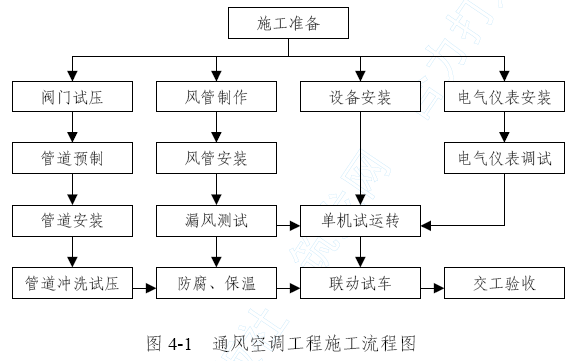 施工准备
阀门试压
风管制作
设备安装
电气仪表安装
管道预制
风管安装
电气仪表调试
管道安装
漏风测试
单机试运转
管道冲洗试压
防腐、保温
联动试车
交工验收
图 4-1 通风空调工程施工流程图